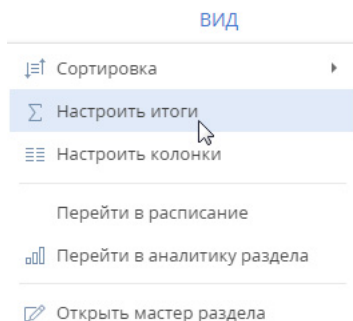 ВИД
Сортировка
Настроить итоги
Настроить колонки
Перейти в расписание
Перейти в аналитику раздела
Открыть мастер раздела